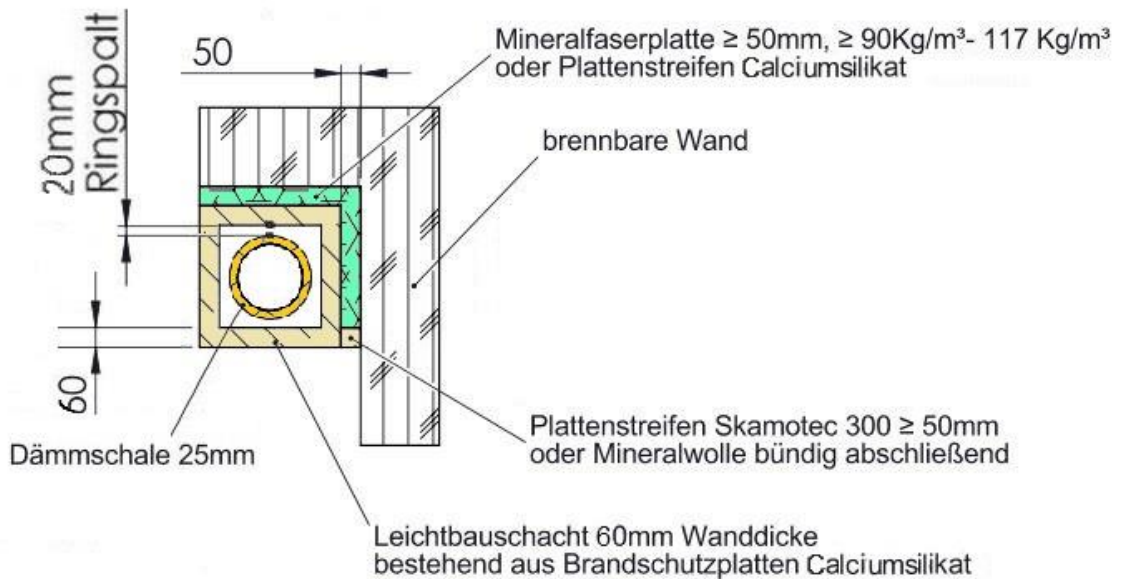 50
20mm
Ringspalt
Mineralfaserplatte ≥ 50mm, ≥ 90Kg/m³- 117 Kg/m³
oder Plattenstreifen Calciumsilikat
brennbare Wand
60
Dämmschale 25mm
Plattenstreifen Skamotec 300 ≥ 50mm
oder Mineralwolle bündig abschließend
Leichtbauschacht 60mm Wanddicke
bestehend aus Brandschutzplatten Calciumsilikat